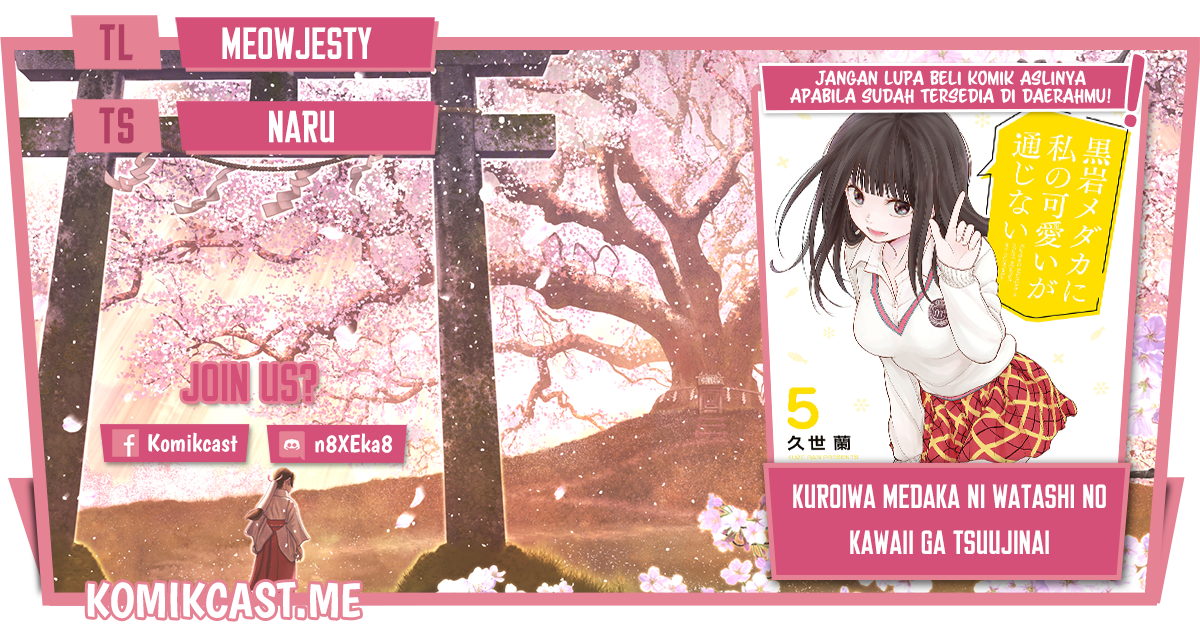 TL
MEOWJESTY
TS
NARU
JANGAN LUPA BELI KOMIK ASLINYA
APABILA SUDAH TERSEDIA DI DAERAHMU!
黒岩メダカに
私の可愛いが
通じない
5
久世 蘭
JOIN US?
Komikcast
n8XEka8
KUROIWA MEDAKA NI WATASHI NO
KAWAII GA TSUUJINAI
KOMIKCAST.ME